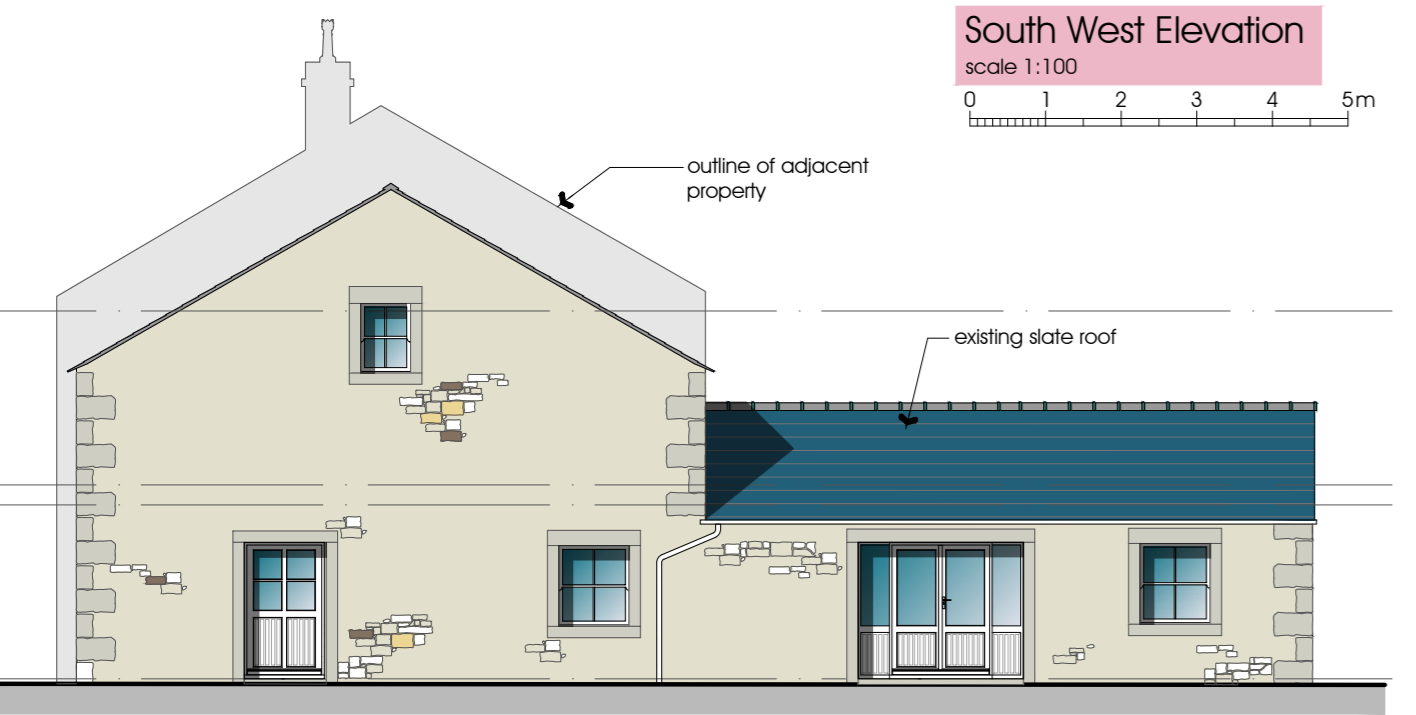 South West Elevation
scale 1:100
0 1 2 3 4 5m
outline of adjacent
property
existing slate roof